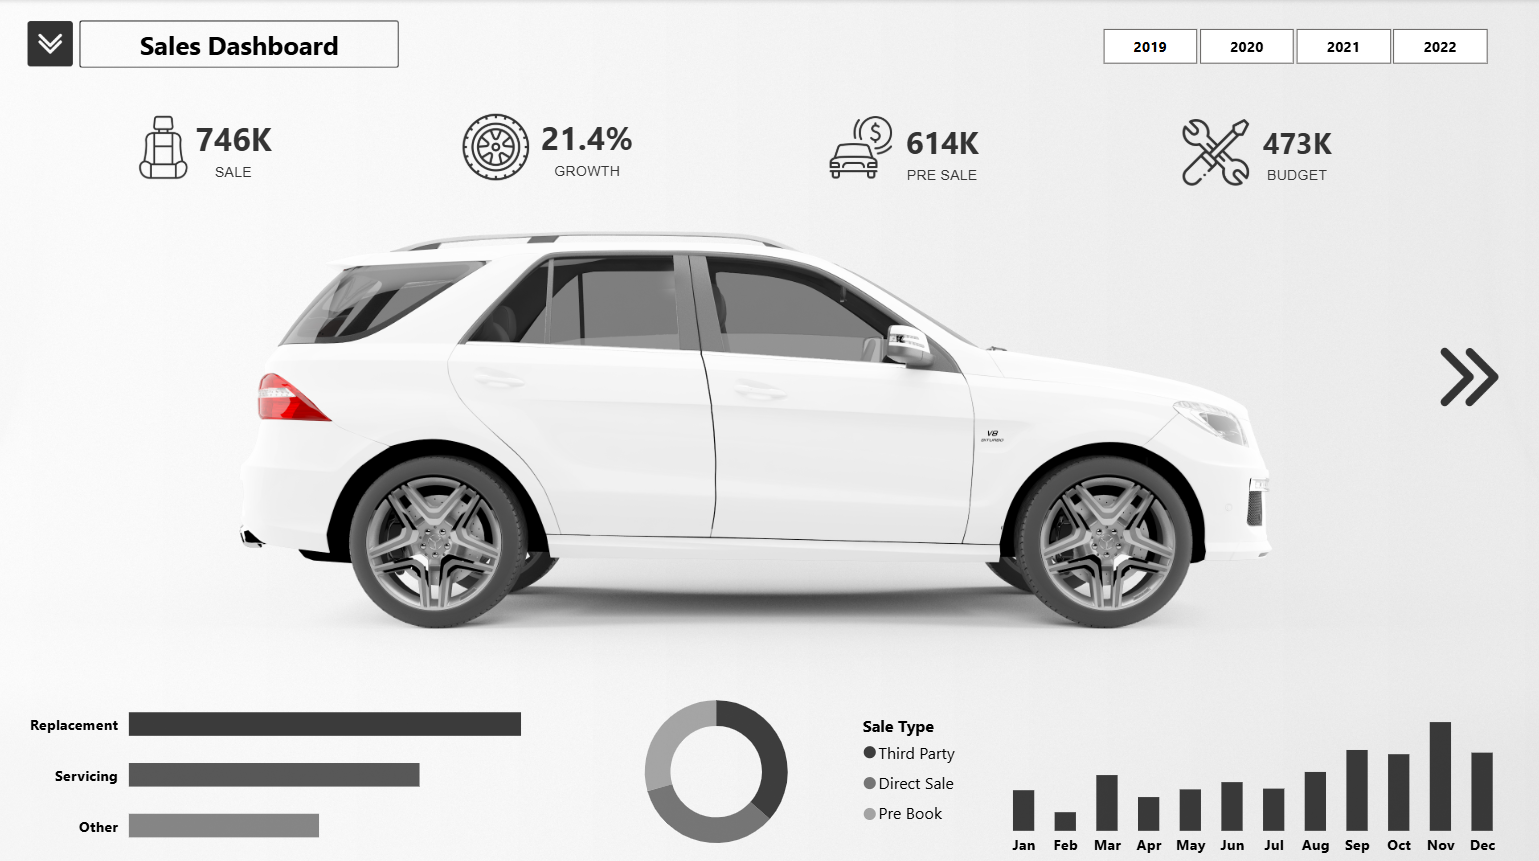 Sales Dashboard
2019 2020 2021 2022
746K
SALE
21.4%
GROWTH
614K
PRE SALE
473K
BUDGET
V8
BITURBO
Replacement
Servicing
Other
Sale Type
Third Party
Direct Sale
Pre Book
Jan Feb Mar Apr May Jun Jul Aug Sep Oct Nov Dec